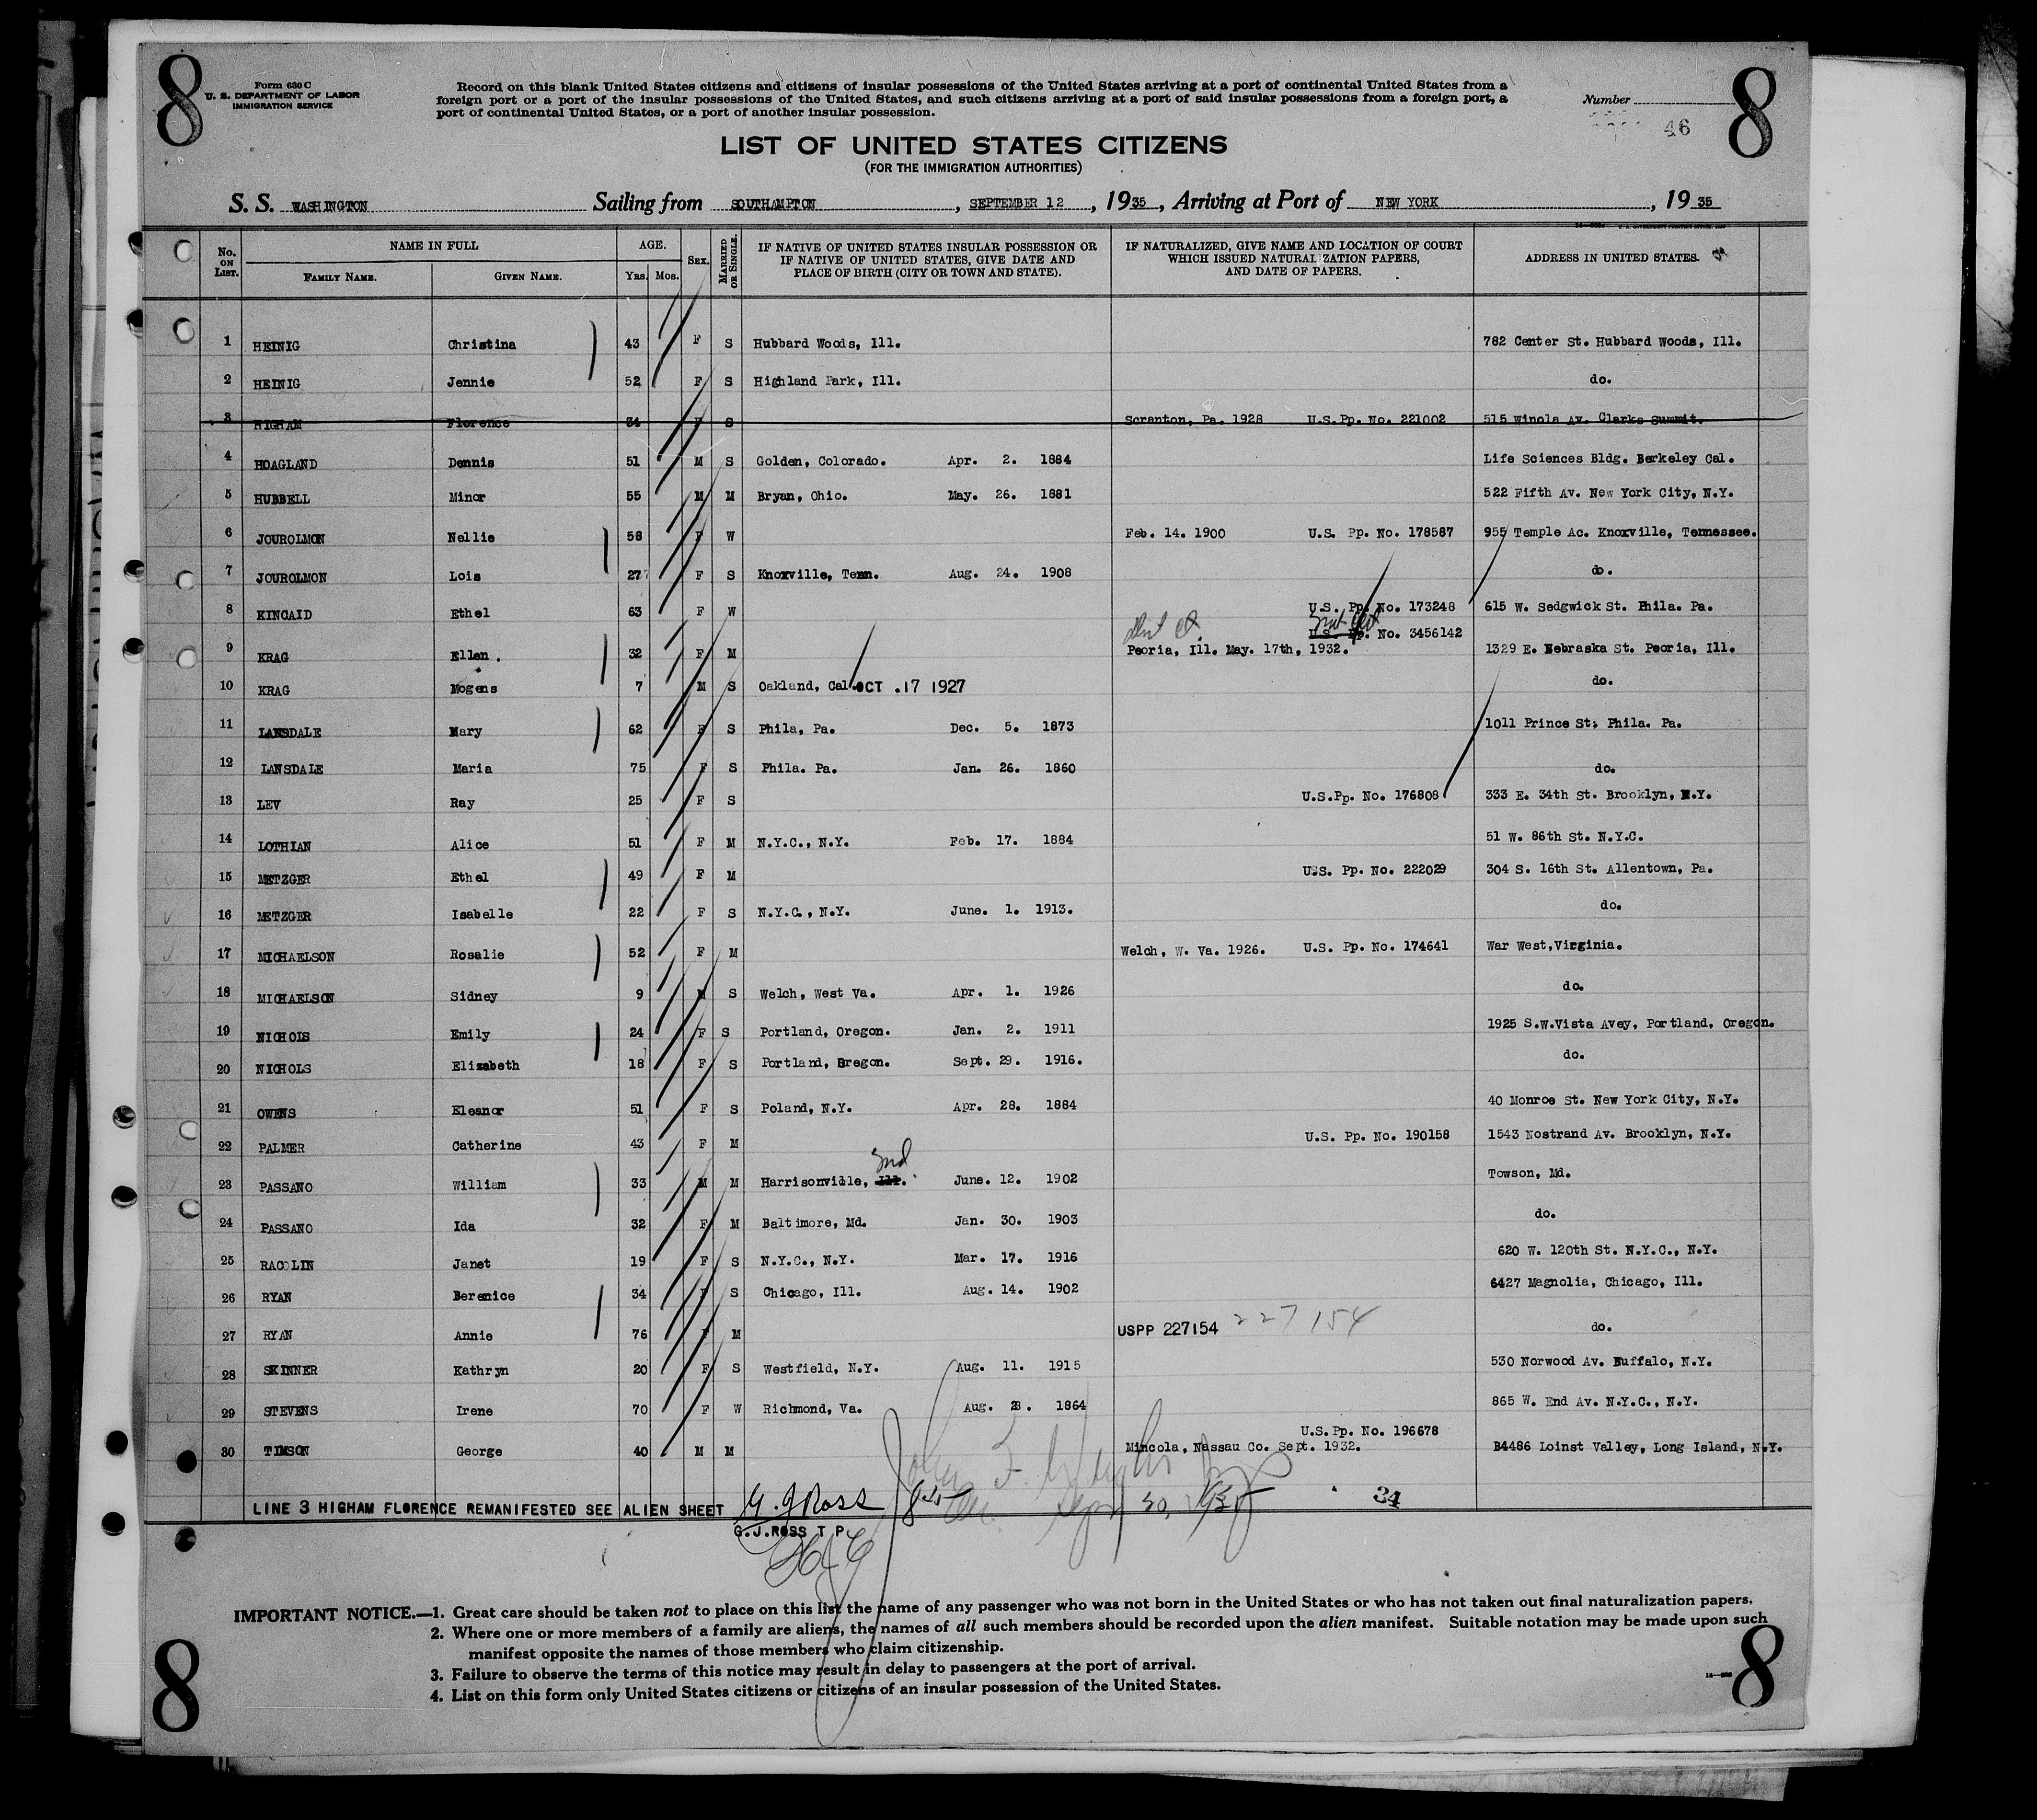 8
8
Form 630 C
U. S. DEPARTMENT OF LABOR
IMMIGRATION SERVICE
Record on this blank United States citizens and citizens of insular possessions of the United States arriving at a port of continental United States from a
foreign port or a port of the insular possessions of the United States, and such citizens arriving at a port of said insular possessions from a foreign port, a
port of continental United States, or a port of another insular possession.
Number
46
LIST OF UNITED STATES CITIZENS
(FOR THE IMMIGRATION AUTHORITIES)
S. S. WASHINGTON Sailing from SOUTHAMPTON, SEPTEMBER 12, 1935, Arriving at Port of NEW YORK, 1935
No. ON LIST. NAME IN FULL FAMILY NAME. GIVEN NAME. AGE. YRS. MOS. SEX. MARRIED OR SINGLE. IF NATIVE OF UNITED STATES INSULAR POSSESSION OR IF NATIVE OF UNITED STATES, GIVE DATE AND PLACE OF BIRTH (CITY OR TOWN AND STATE). IF NATURALIZED, GIVE NAME AND LOCATION OF COURT WHICH ISSUED NATURALIZATION PAPERS, AND DATE OF PAPERS. ADDRESS IN UNITED STATES.
1 HEINIG Christina 43 F S Hubbard Woods, Ill. 782 Center St. Hubbard Woods, Ill.
2 HEINIG Jennie 52 F S Highland Park, Ill. do.
3 HIGHAM Florence 34 F S Scranton, Pa. 1928 U.S.Pp. No. 221002 515 Winola Av. Clarks Summit.
4 HOAGLAND Dennis 51 M S Golden, Colorado. Apr. 2. 1884 Life Sciences Bldg. Berkeley Cal.
5 HUBBELL Minor 55 M M Bryan, Ohio. May. 26. 1881 522 Fifth Av. New York City, N.Y.
6 JOUROLMON Nellie 58 F W Feb. 14. 1900 U.S. Pp. No. 178587 955 Temple Ac. Knoxville, Tennessee.
7 JOUROLMON Lois 27 F S Knoxville, Tenn. Aug. 24. 1908 do.
8 KINCAID Ethel 63 F W U.S. Pp. No. 173248 615 W. Sedgwick St. Phila. Pa.
U.S. Pp. No. 3456142
9 KRAG Ellen. 32 F M Peoria, Ill. May. 17th, 1932. 1329 E. Nebraska St. Peoria, Ill.
10 KRAG Mogens 7 M S Oakland, Cal. OCT .17 1927 do.
11 LANSDALE Mary 62 F S Phila, Pa. Dec. 5. 1873 1011 Prince St. Phila. Pa.
12 LANSDALE Maria 75 F S Phila. Pa. Jan. 26. 1860 do.
13 LEV Ray 25 F S U.S.Pp. No. 176808 333 E. 34th St. Brooklyn, N.Y.
14 LOTHIAN Alice 51 F M N.Y.C., N.Y. Feb. 17. 1884 51 W. 86th St. N.Y.C.
15 METZGER Ethel 49 F M U.S. Pp. No. 222029 304 S. 16th St. Allentown, Pa.
16 METZGER Isabelle 22 F S N.Y.C., N.Y. June. 1. 1913. do.
17 MICHAELSON Rosalie 52 F M Welch, W. Va. 1926. U.S. Pp. No. 174641 War West,Virginia.
18 MICHAELSON Sidney 9 M S Welch, West Va. Apr. 1. 1926 do.
19 NICHOLS Emily 24 F S Portland, Oregon. Jan. 2. 1911 1925 S.W.Vista Avey, Portland, Oregon.
20 NICHOLS Elizabeth 18 F S Portland, Oregon. Sept. 29. 1916. do.
21 OWENS Eleanor 51 F S Poland, N.Y. Apr. 28. 1884 40 Monroe St. New York City, N.Y.
22 PALMER Catherine 43 F M U.S. Pp. No. 190158 1543 Nostrand Av. Brooklyn, N.Y.
23 PASSANO William 33 M M Harrisonville, Ill. June. 12. 1902 Towson, Md.
24 PASSANO Ida 32 F M Baltimore, Md. Jan. 30. 1903 do.
25 RACOLIN Janet 19 F S N.Y.C., N.Y. Mar. 17. 1916 620 W. 120th St. N.Y.C., N.Y.
26 RYAN Berenice 34 F S Chicago, Ill. Aug. 14. 1902 6427 Magnolia, Chicago, Ill.
27 RYAN Annie 76 F M USPP 227154 227154 do.
28 SKINNER Kathryn 20 F S Westfield, N.Y. Aug. 11. 1915 530 Norwood Av. Buffalo, N.Y.
29 STEVENS Irene 70 F W Richmond, Va. Aug. 1864 865 W. End Av. N.Y.C., N.Y.
U.S.Pp. No. 196678
30 TIMSON George 40 M M Mincola, Nassau Co. Sept. 1932. B4486 Loinst Valley, Long Island, N.Y.
LINE 3 HIGHAM FLORENCE REMANIFESTED SEE ALIEN SHEET G.J Ross
34
G.J.ROSS T P
IMPORTANT NOTICE.—1. Great care should be taken not to place on this list the name of any passenger who was not born in the United States or who has not taken out final naturalization papers.
2. Where one or more members of a family are aliens, the names of all such members should be recorded upon the alien manifest. Suitable notation may be made upon such
manifest opposite the names of those members who claim citizenship.
3. Failure to observe the terms of this notice may result in delay to passengers at the port of arrival.
4. List on this form only United States citizens or citizens of an insular possession of the United States.
8
8